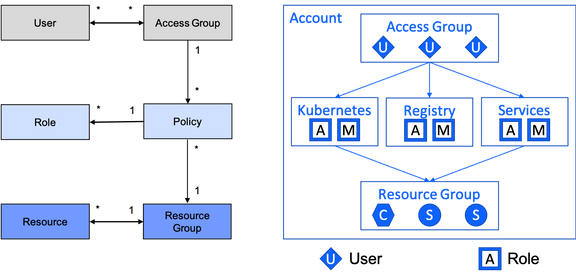 User
*
*
Access Group
1
*
Role
*
1
Policy
*
1
Resource
*
1
Resource
Group
Account
Access Group
U
U
U
Kubernetes
A
M
Registry
A
M
Services
A
M
Resource Group
C
S
S
U
User
A
Role